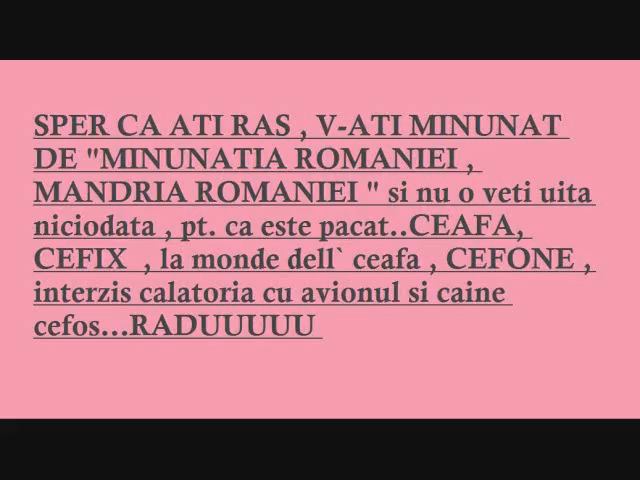 SPER CA ATI RAS , V-ATI MINUNAT
DE "MINUNATIA ROMANIEI ,
MANDRIA ROMANIEI " si nu o veti uita
niciodata , pt. ca este pacat..CEAFA,
CEFIX , la monde dell` ceafa , CEFONE ,
interzis calatoria cu avionul si caine
cefos...RADUUUUU